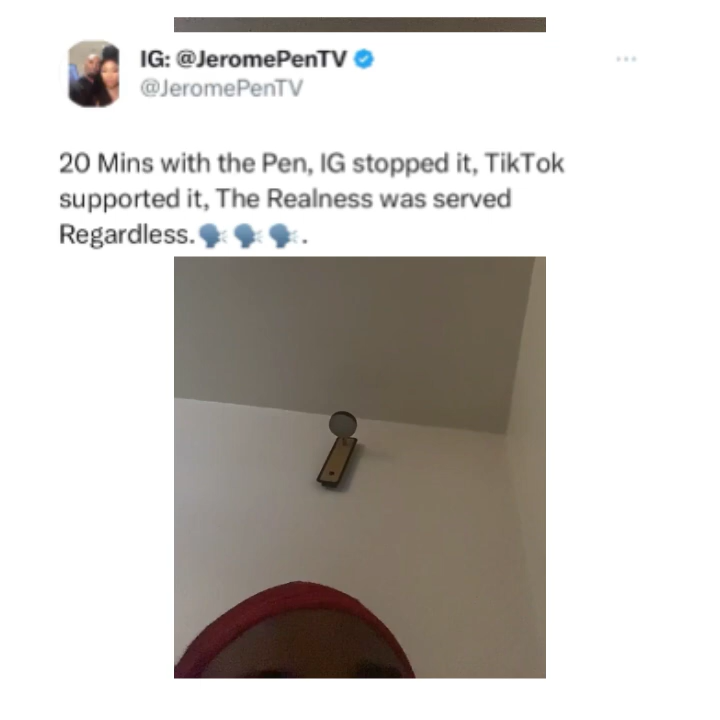 IG: @JeromePenTV
@JeromePenTV
20 Mins with the Pen, IG stopped it, TikTok
supported it, The Realness was served
Regardless.🗣️🗣️🗣️.